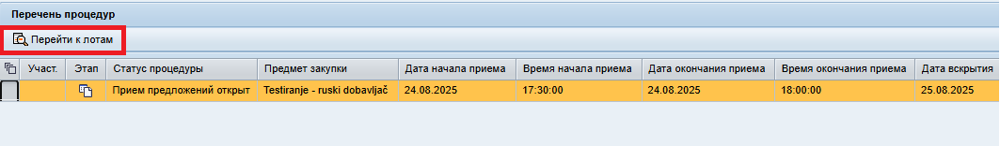 Перечень процедур
Перейти к лотам
Участ. Этап Статус процедуры Предмет закупки Дата начала приема Время начала приема Дата окончания приема Время окончания приема Дата вскрытия
Прием предложений открыт Testiranje - ruski dobavljač 24.08.2025 17:30:00 24.08.2025 18:00:00 25.08.2025